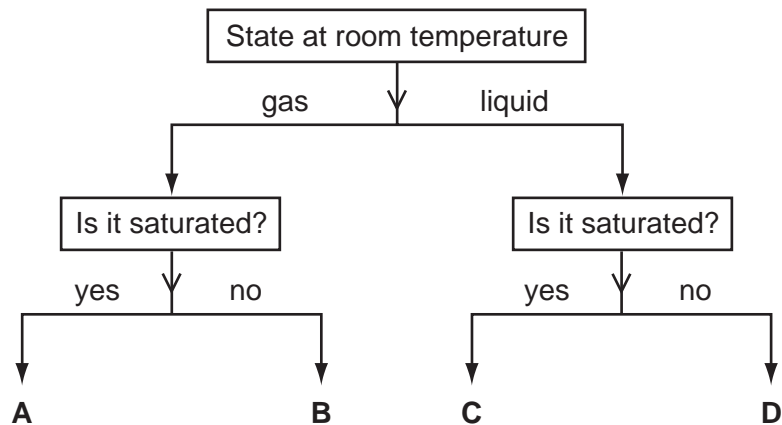 State at room temperature
gas liquid
Is it saturated? Is it saturated?
yes no yes no
A B C D